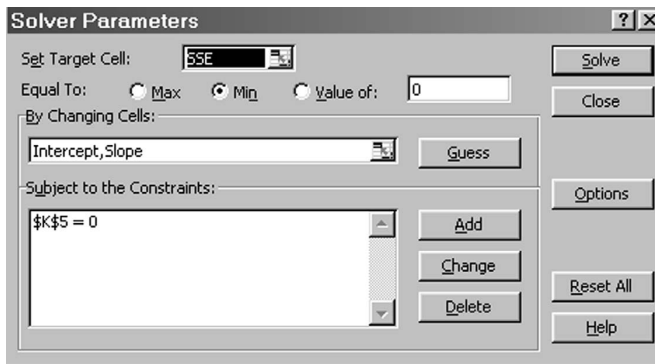 Solver Parameters
Set Target Cell: SSE
Solve
Equal To: Max Min Value of: 0
Close
By Changing Cells:
Intercept,Slope
Guess
Subject to the Constraints:
Options
$K$5 = 0
Add
Change
Reset All
Delete
Help